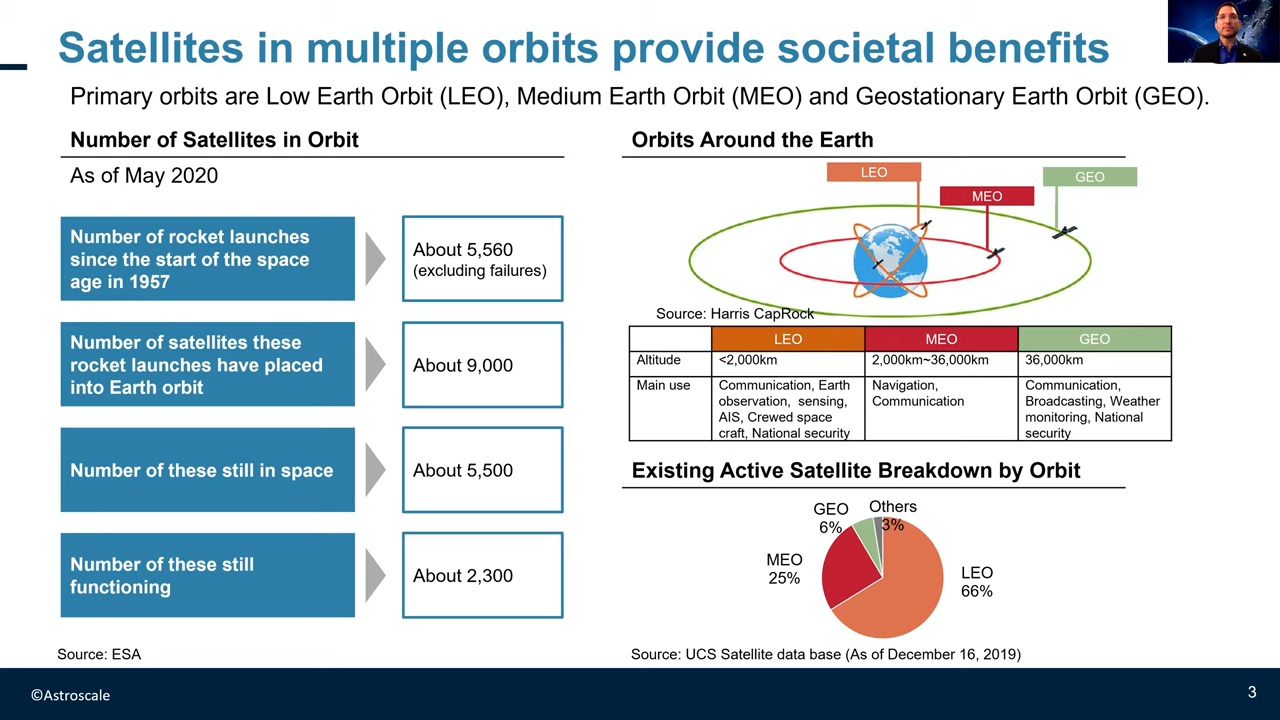 Satellites in multiple orbits provide societal benefits
Primary orbits are Low Earth Orbit (LEO), Medium Earth Orbit (MEO) and Geostationary Earth Orbit (GEO).
Number of Satellites in Orbit
As of May 2020
Number of rocket launches
since the start of the space
age in 1957
About 5,560
(excluding failures)
Number of satellites these
rocket launches have placed
into Earth orbit
About 9,000
Number of these still in space
About 5,500
Number of these still
functioning
About 2,300
Source: ESA
Orbits Around the Earth
LEO
MEO
GEO
Source: Harris CapRock
LEO MEO GEO
Altitude <2,000km 2,000km~36,000km 36,000km
Main use
Communication, Earth
observation, sensing,
AIS, Crewed space
craft, National security
Navigation,
Communication
Communication,
Broadcasting, Weather
monitoring, National
security
Existing Active Satellite Breakdown by Orbit
GEO
6%
Others
3%
MEO
25%
LEO
66%
Source: UCS Satellite data base (As of December 16, 2019)
©Astroscale
3